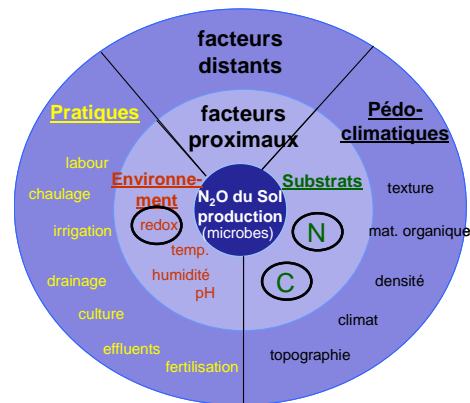 facteurs
distants
Pratiques
labour
chaulage
irrigation
drainage
culture
effluents
fertilisation
facteurs
proximaux
Environne-
ment
redox
temp.
humidité
pH
N₂O du Sol
production
(microbes)
Substrats
N
C
Pédo-
climatiques
texture
mat. organique
densité
climat
topographie